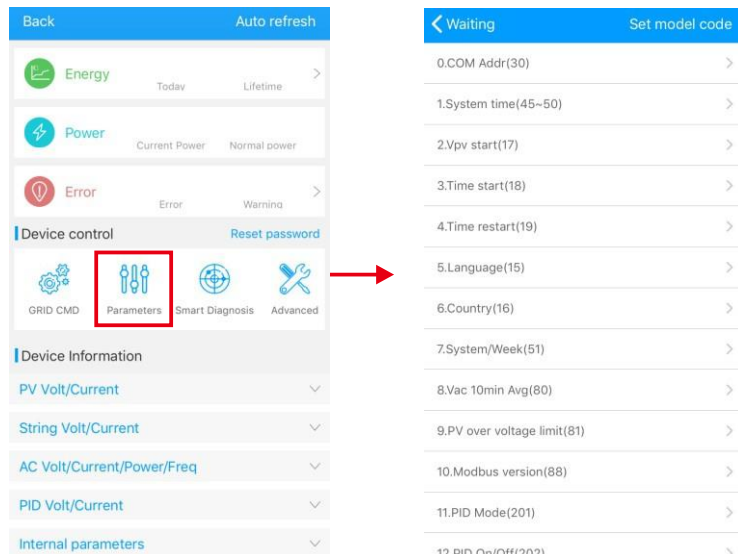 Back Auto refresh
Energy
Today Lifetime
Power
Current Power Normal power
Error
Error Warning
Device control Reset password
GRID CMD Parameters Smart Diagnosis Advanced
Device Information
PV Volt/Current
String Volt/Current
AC Volt/Current/Power/Freq
PID Volt/Current
Internal parameters
Waiting Set model code
0.COM Addr(30)
1.System time(45~50)
2.Vpv start(17)
3.Time start(18)
4.Time restart(19)
5.Language(15)
6.Country(16)
7.System/Week(51)
8.Vac 10min Avg(80)
9.PV over voltage limit(81)
10.Modbus version(88)
11.PID Mode(201)
12.PID On/Off(202)